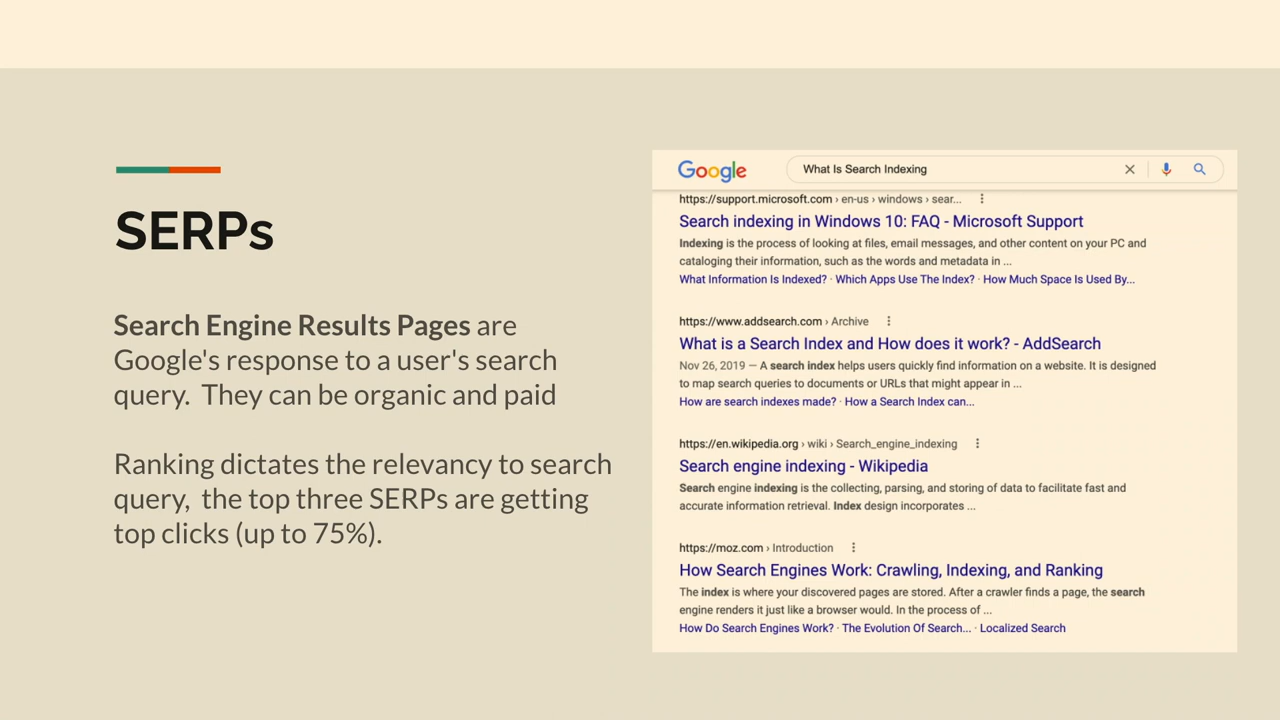 SERPs
Search Engine Results Pages are
Google's response to a user's search
query.  They can be organic and paid
Ranking dictates the relevancy to search
query,  the top three SERPs are getting
top clicks (up to 75%).
Google
What Is Search Indexing
https://support.microsoft.com › en-us › windows › sear...
Search indexing in Windows 10: FAQ - Microsoft Support
Indexing is the process of looking at files, email messages, and other content on your PC and
cataloging their information, such as the words and metadata in ...
What Information Is Indexed? · Which Apps Use The Index? · How Much Space Is Used By...
https://www.addsearch.com › Archive
What is a Search Index and How does it work? - AddSearch
Nov 26, 2019 — A search index helps users quickly find information on a website. It is designed
to map search queries to documents or URLs that might appear in ...
How are search indexes made? · How a Search Index can...
https://en.wikipedia.org › wiki › Search_engine_indexing
Search engine indexing - Wikipedia
Search engine indexing is the collecting, parsing, and storing of data to facilitate fast and
accurate information retrieval. Index design incorporates ...
https://moz.com › Introduction
How Search Engines Work: Crawling, Indexing, and Ranking
The index is where your discovered pages are stored. After a crawler finds a page, the search
engine renders it just like a browser would. In the process of ...
How Do Search Engines Work? · The Evolution Of Search... · Localized Search